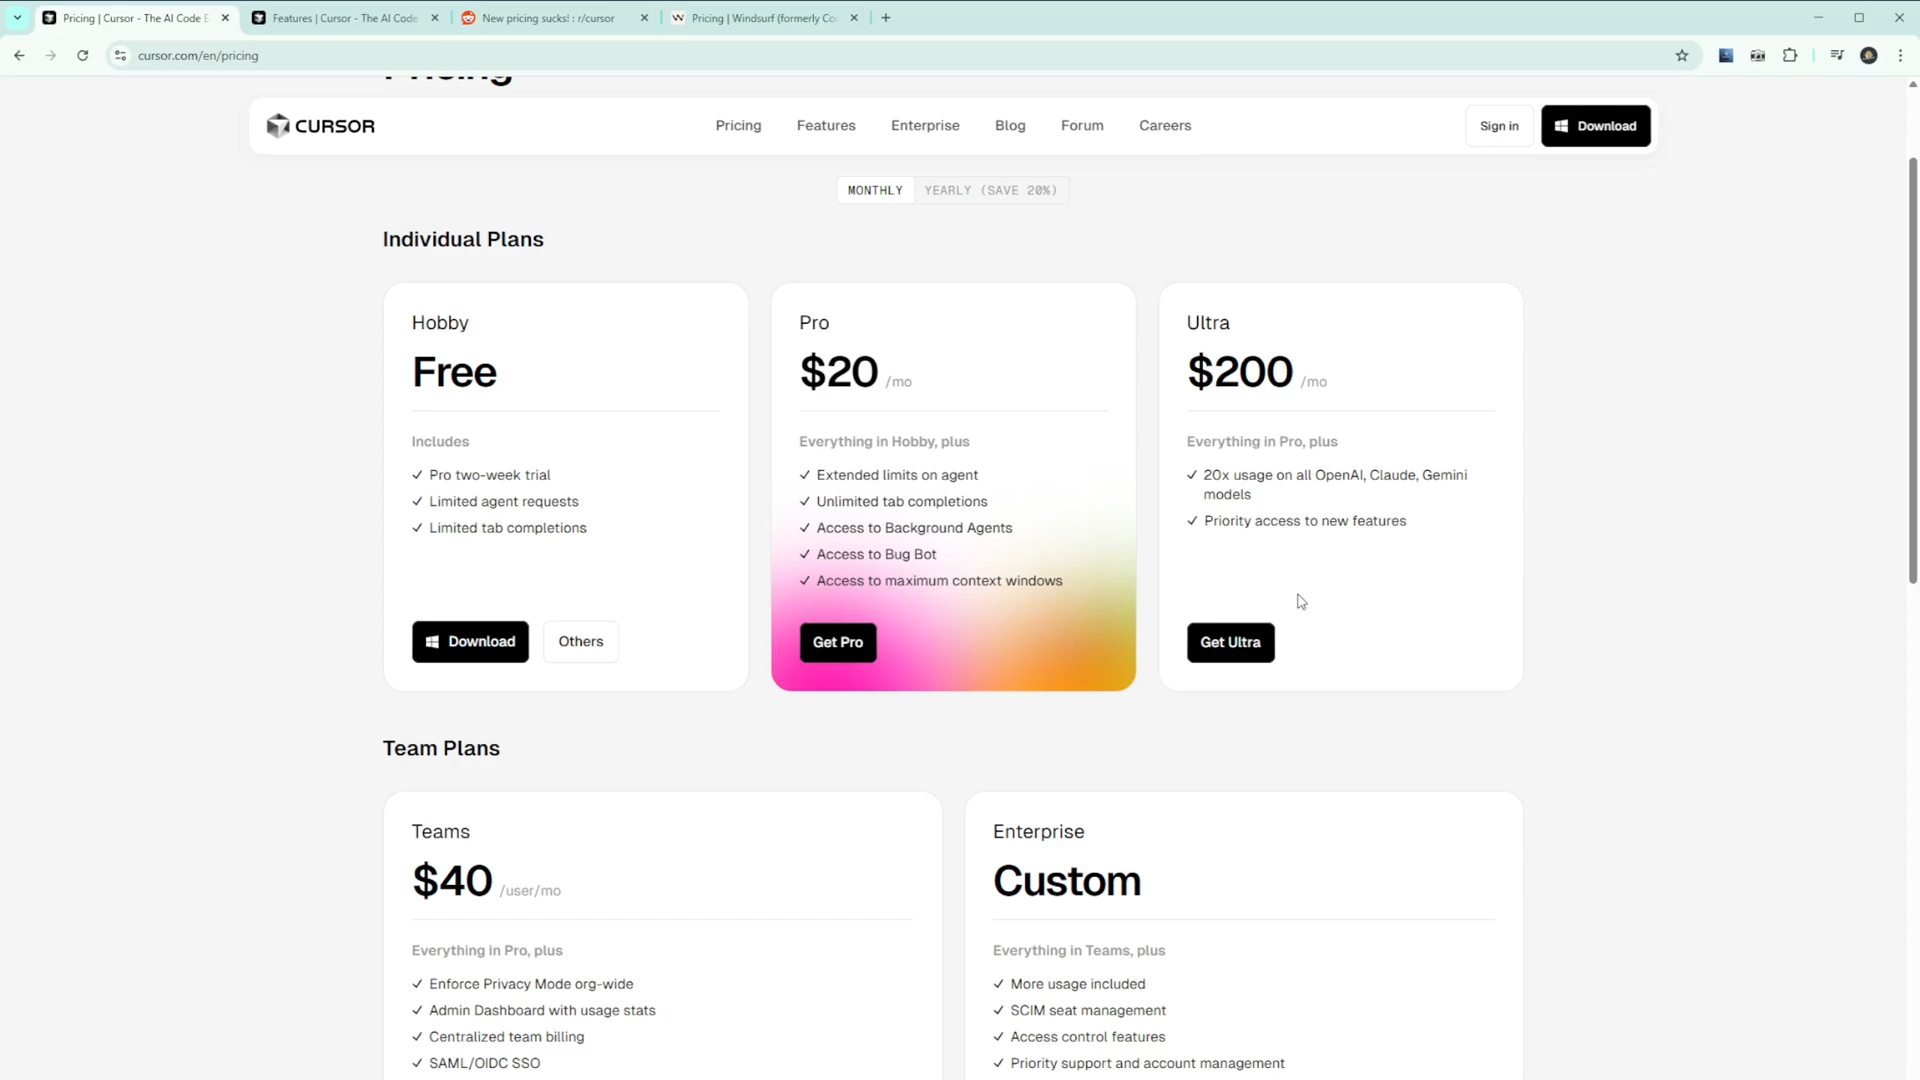 Pricing | Cursor - The AI Code E
Features | Cursor - The AI Code
New pricing sucks! : r/cursor
Pricing | Windsurf (formerly Co
cursor.com/en/pricing
Pricing
CURSOR
Pricing
Features
Enterprise
Blog
Forum
Careers
Sign in
Download
MONTHLY
YEARLY (SAVE 20%)
Individual Plans
Hobby
Free
Includes
Pro two-week trial
Limited agent requests
Limited tab completions
Download
Others
Pro
$20 /mo
Everything in Hobby, plus
Extended limits on agent
Unlimited tab completions
Access to Background Agents
Access to Bug Bot
Access to maximum context windows
Get Pro
Ultra
$200 /mo
Everything in Pro, plus
20x usage on all OpenAI, Claude, Gemini
models
Priority access to new features
Get Ultra
Team Plans
Teams
$40 /user/mo
Everything in Pro, plus
Enforce Privacy Mode org-wide
Admin Dashboard with usage stats
Centralized team billing
SAML/OIDC SSO
Enterprise
Custom
Everything in Teams, plus
More usage included
SCIM seat management
Access control features
Priority support and account management